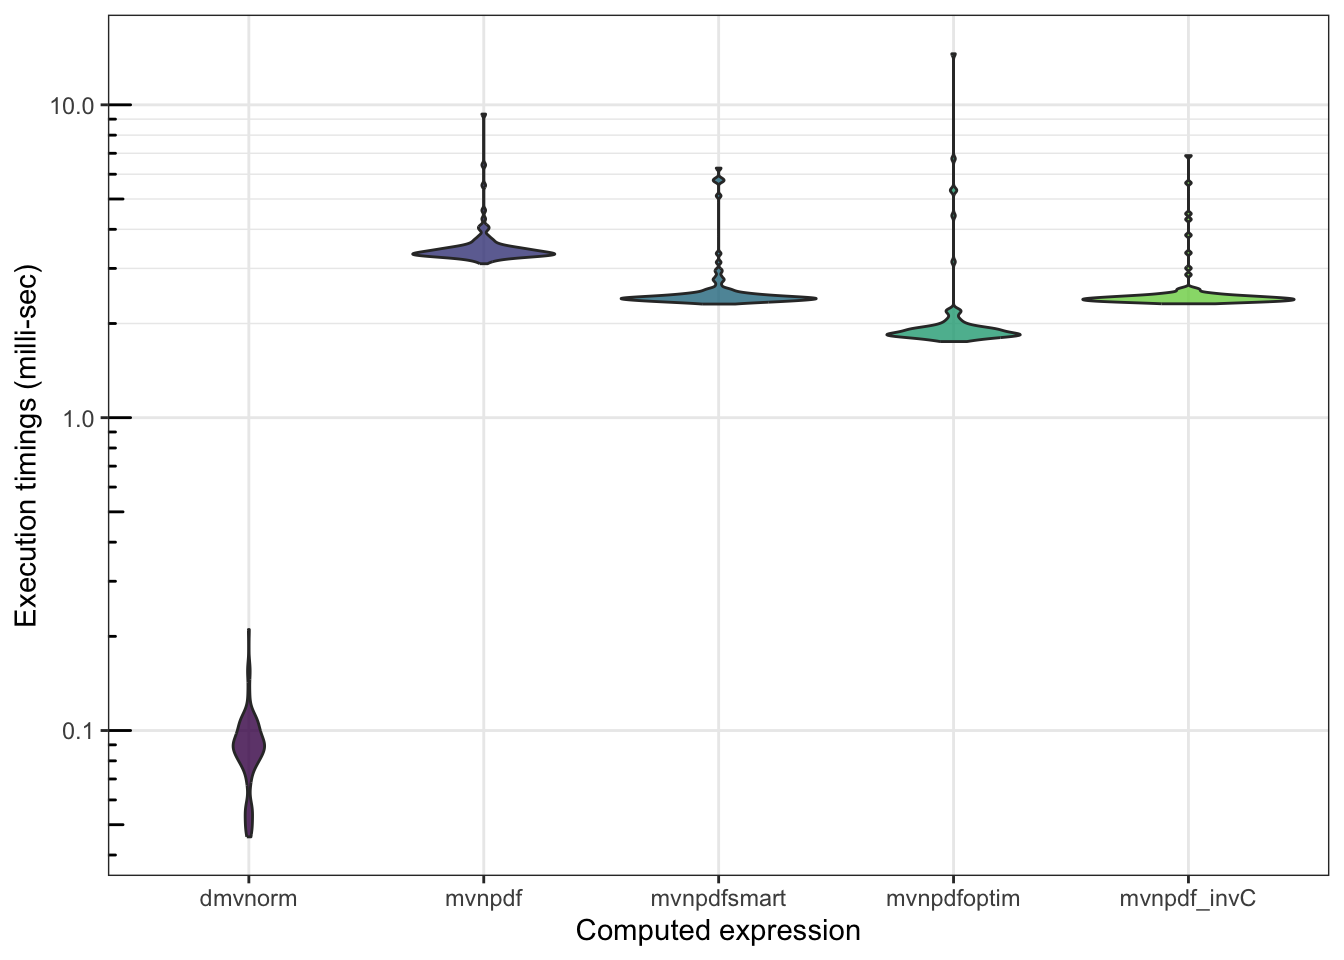 Execution timings (milli-sec)
10.0
1.0
0.1
dmvnorm
mvnpdf
mvnpdfsmart
mvnpdfoptim
mvnpdf_invC
Computed expression